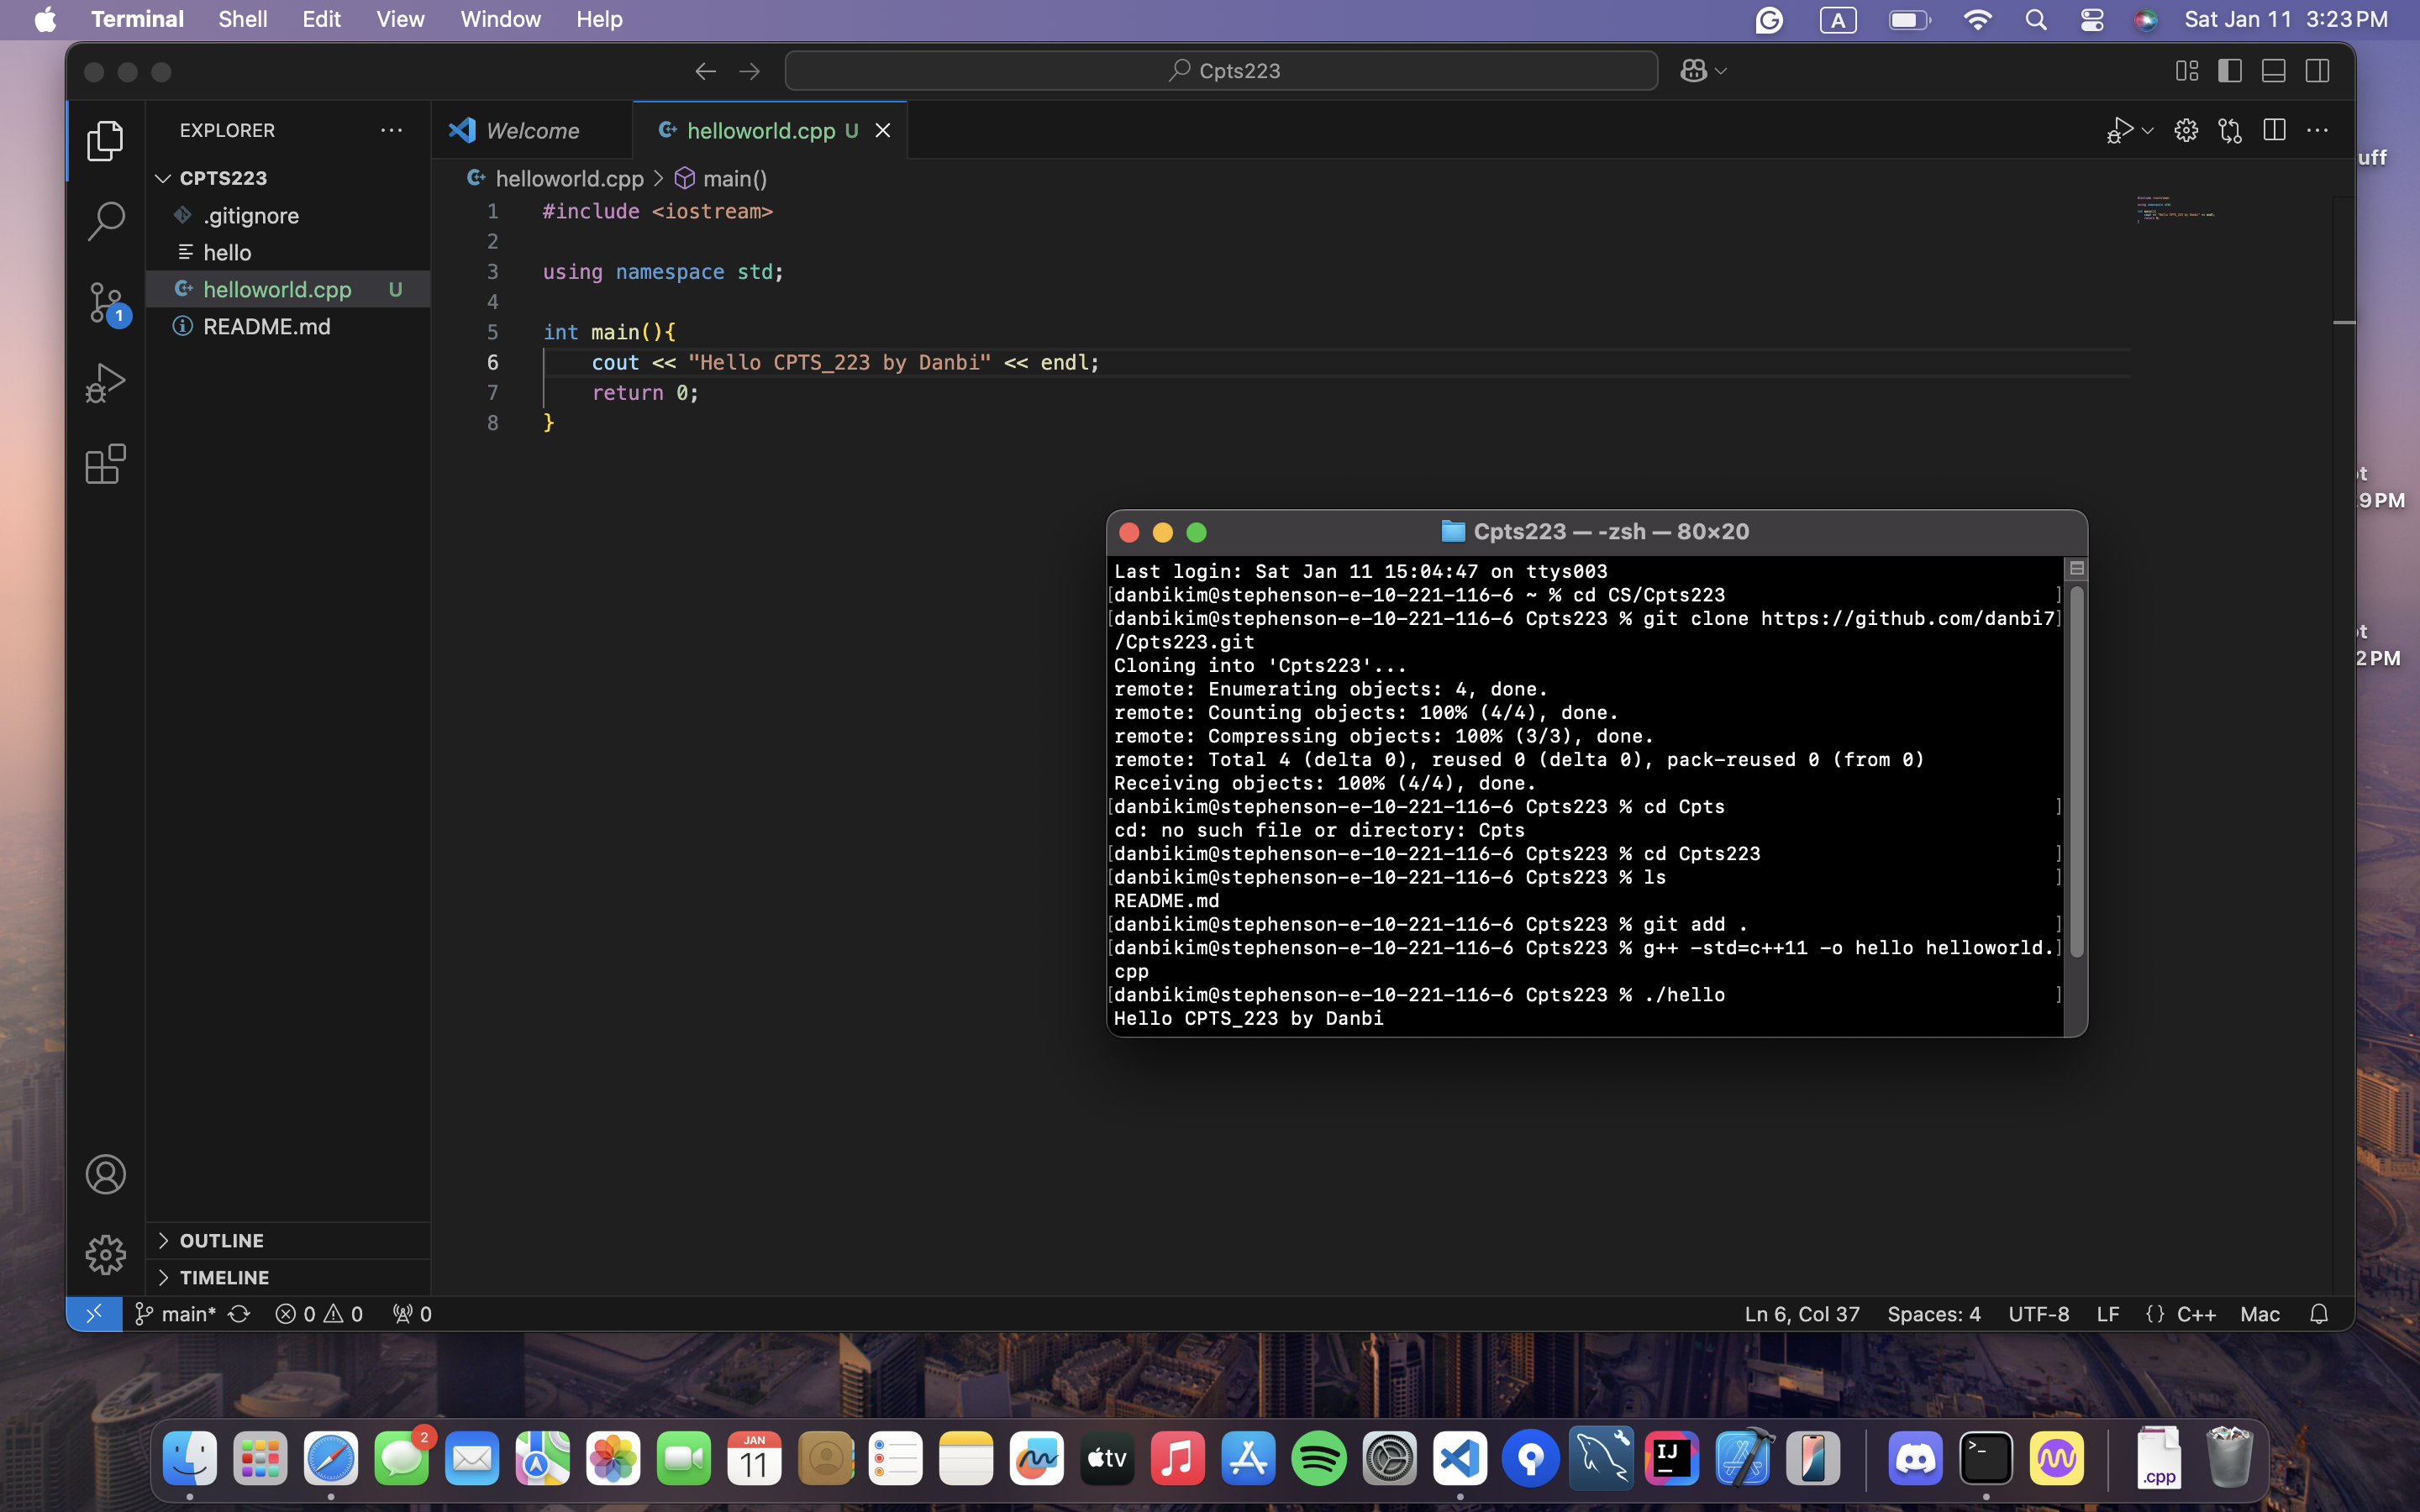 Terminal Shell Edit View Window Help A Sat Jan 11 3:23 PM
Cpts223
EXPLORER
Welcome
helloworld.cpp U
CPTS223
.gitignore
hello
helloworld.cpp U
README.md
1
helloworld.cpp > main()
1 #include <iostream>
2
3 using namespace std;
4
5 int main(){
6 cout << "Hello CPTS_223 by Danbi" << endl;
7 return 0;
8 }
uff
9 PM
2 PM
Cpts223 — -zsh — 80×20
Last login: Sat Jan 11 15:04:47 on ttys003
[danbikim@stephenson-e-10-221-116-6 ~ % cd CS/Cpts223 ]
[danbikim@stephenson-e-10-221-116-6 Cpts223 % git clone https://github.com/danbi7]
/Cpts223.git
Cloning into 'Cpts223'...
remote: Enumerating objects: 4, done.
remote: Counting objects: 100% (4/4), done.
remote: Compressing objects: 100% (3/3), done.
remote: Total 4 (delta 0), reused 0 (delta 0), pack-reused 0 (from 0)
Receiving objects: 100% (4/4), done.
[danbikim@stephenson-e-10-221-116-6 Cpts223 % cd Cpts ]
cd: no such file or directory: Cpts
[danbikim@stephenson-e-10-221-116-6 Cpts223 % cd Cpts223 ]
[danbikim@stephenson-e-10-221-116-6 Cpts223 % ls ]
README.md
[danbikim@stephenson-e-10-221-116-6 Cpts223 % git add . ]
[danbikim@stephenson-e-10-221-116-6 Cpts223 % g++ -std=c++11 -o hello helloworld.]
cpp
[danbikim@stephenson-e-10-221-116-6 Cpts223 % ./hello ]
Hello CPTS_223 by Danbi
OUTLINE
TIMELINE
main* 0 0 0 Ln 6, Col 37 Spaces: 4 UTF-8 LF {} C++ Mac
2
JAN
11
tv
IJ
.cpp